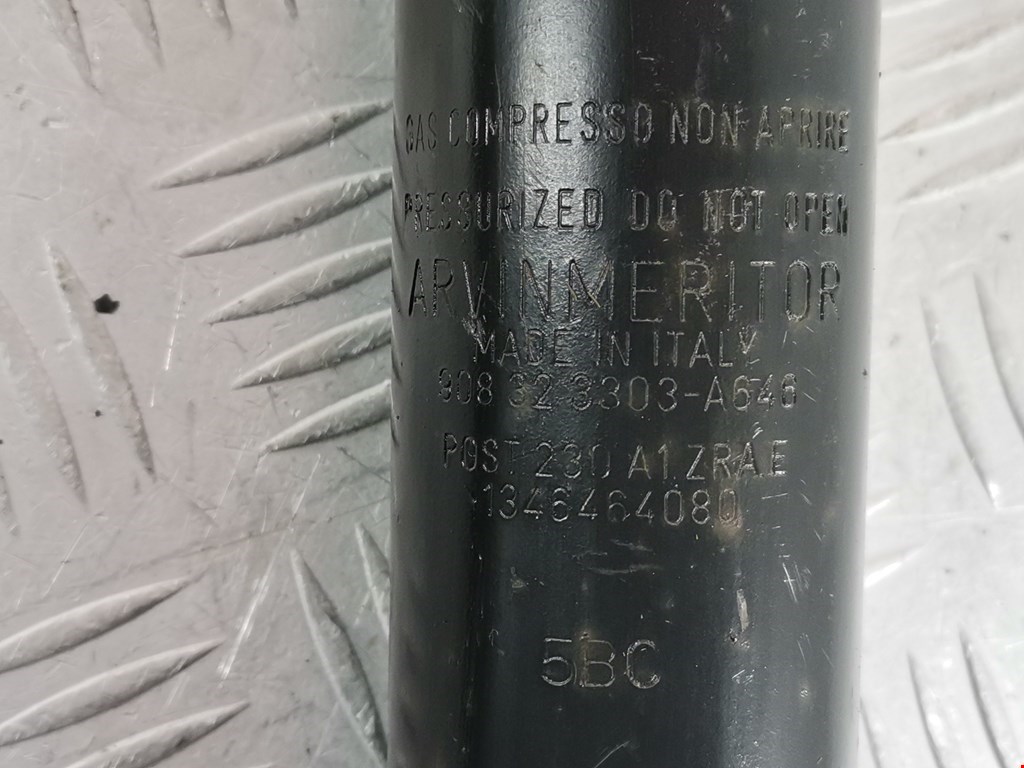 GAS COMPRESSO NON APRIRE
PRESSURIZED DO NOT OPEN
ARVINMERITOR
MADE IN ITALY
908 32 3303-A646
POST 230 A1 ZRA E
1346464080
5BC